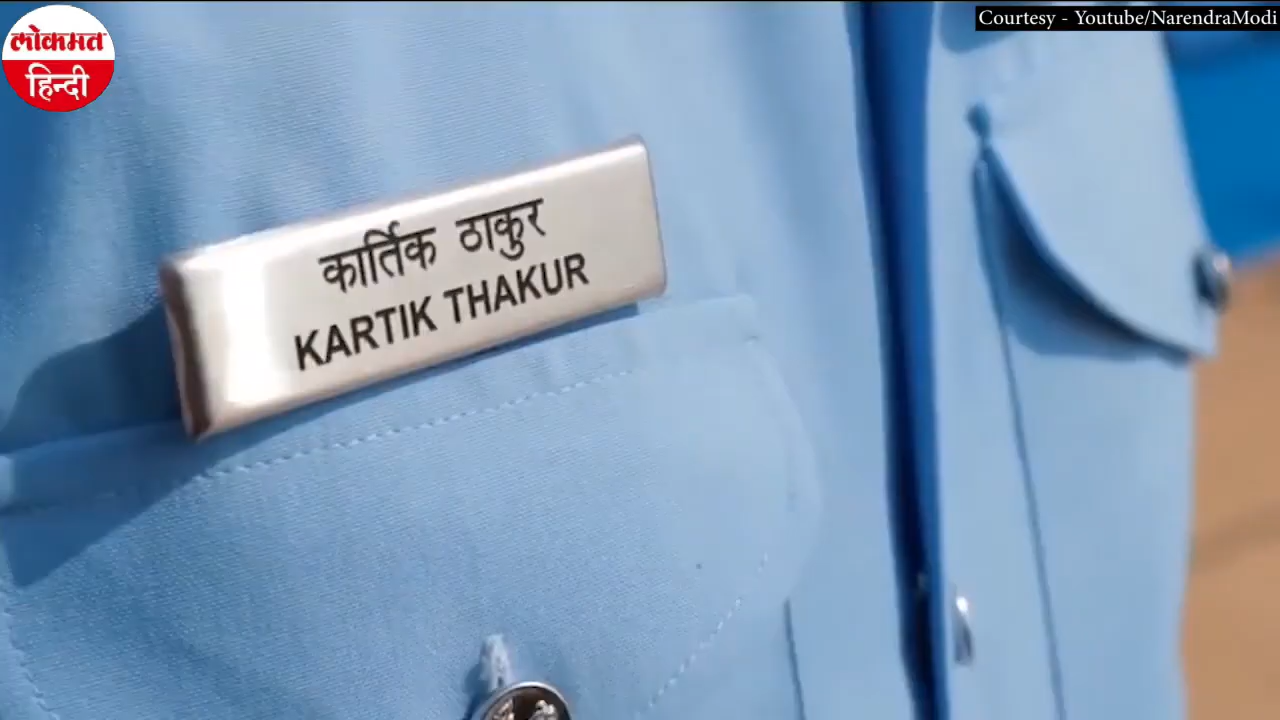 लोकमत
हिन्दी
Courtesy - Youtube/NarendraModi
कार्तिक ठाकुर
KARTIK THAKUR